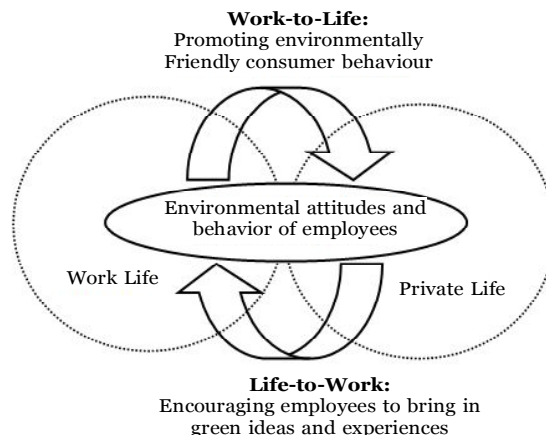 Work-to-Life:
Promoting environmentally
Friendly consumer behaviour
Environmental attitudes and
behavior of employees
Work Life
Private Life
Life-to-Work:
Encouraging employees to bring in
green ideas and experiences